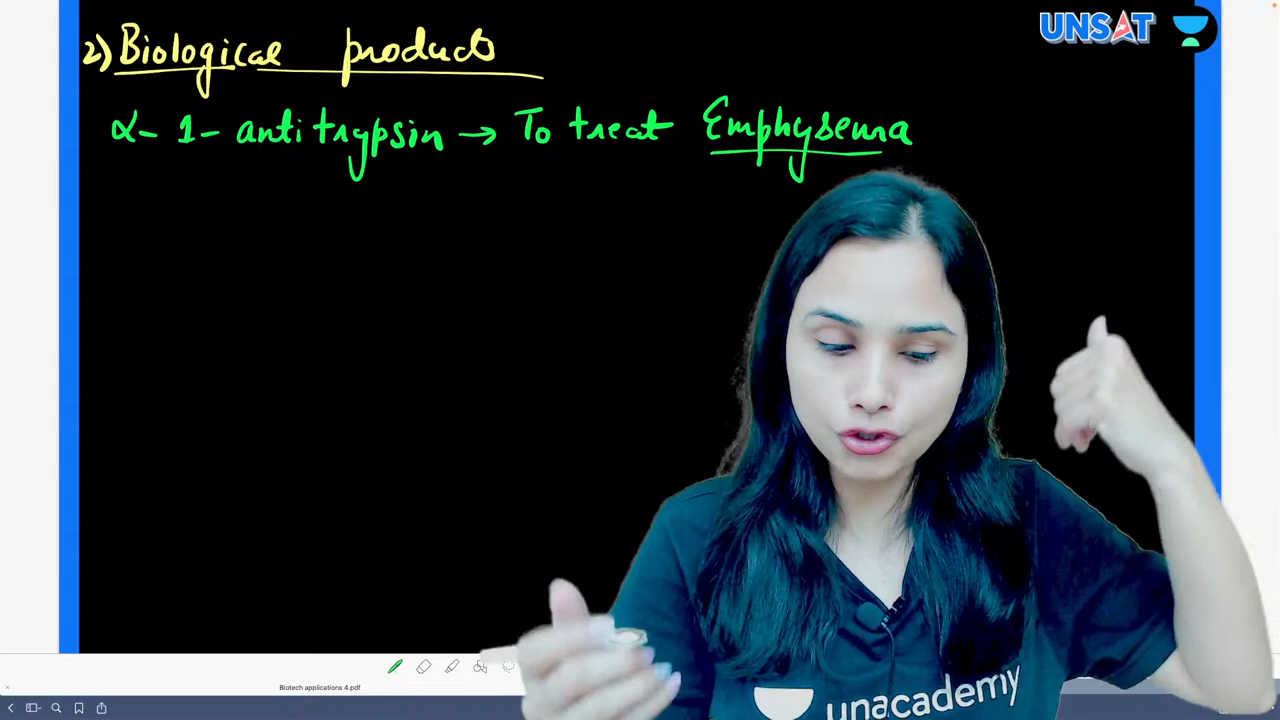 UNSAT
2) Biological products
α- 1- antitrypsin → To treat Emphysema
unacademy
Biotech applications 4.pdf